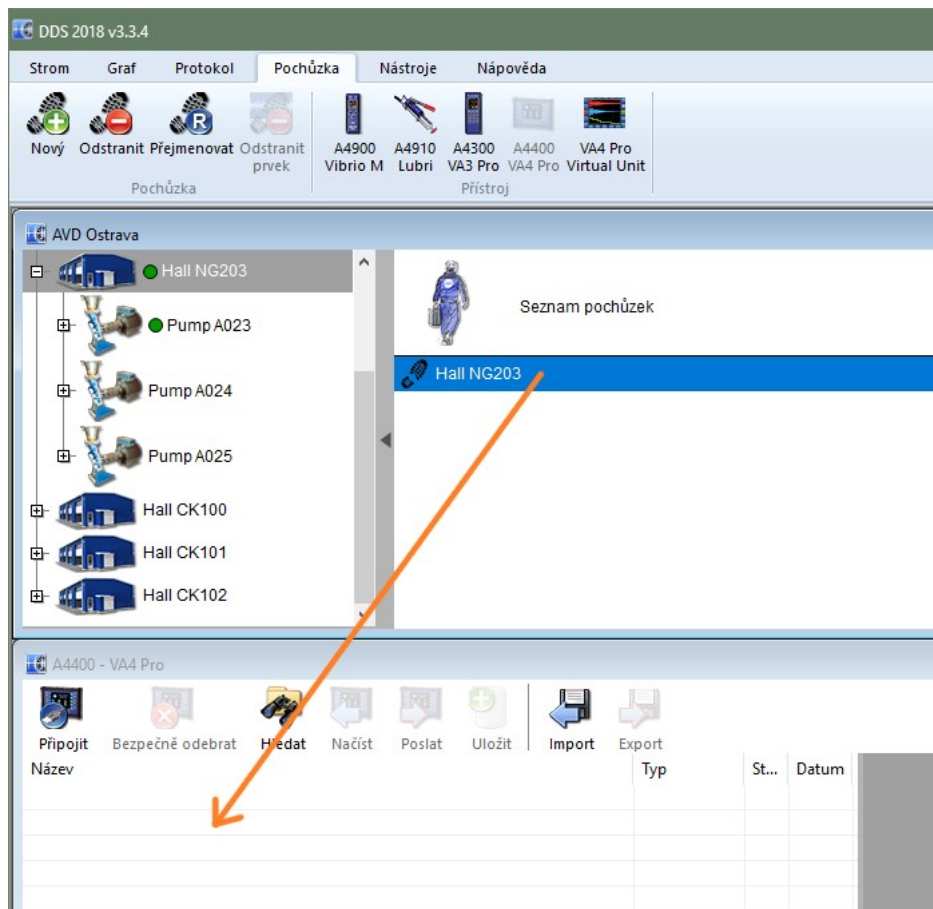 DDS 2018 v3.3.4
Strom Graf Protokol Pochůzka Nástroje Nápověda
Nový Odstranit Přejmenovat Odstranit prvek A4900 Vibrio M A4910 Lubri A4300 VA3 Pro A4400 VA4 Pro VA4 Pro Virtual Unit
Pochůzka Přístroj
AVD Ostrava
Hall NG203
Pump A023
Pump A024
Pump A025
Hall CK100
Hall CK101
Hall CK102
Seznam pochůzek
Hall NG203
A4400 - VA4 Pro
Připojit Bezpečně odebrat Hledat Načíst Poslat Uložit Import Export
Název Typ St... Datum